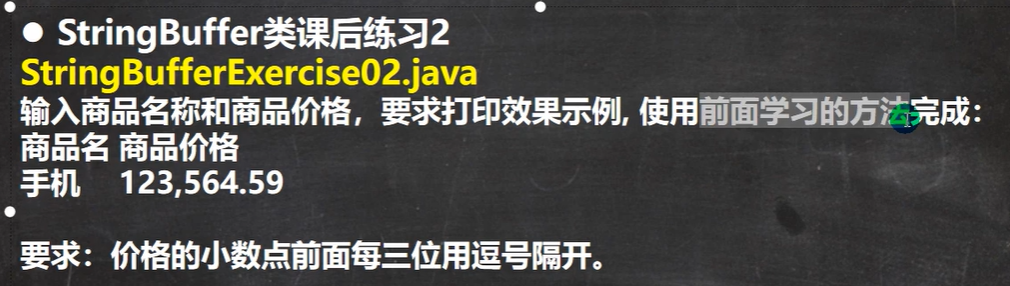 ● StringBuffer类课后练习2
StringBufferExercise02.java
输入商品名称和商品价格，要求打印效果示例, 使用前面学习的方法完成：
商品名 商品价格
手机 123,564.59
要求：价格的小数点前面每三位用逗号隔开。